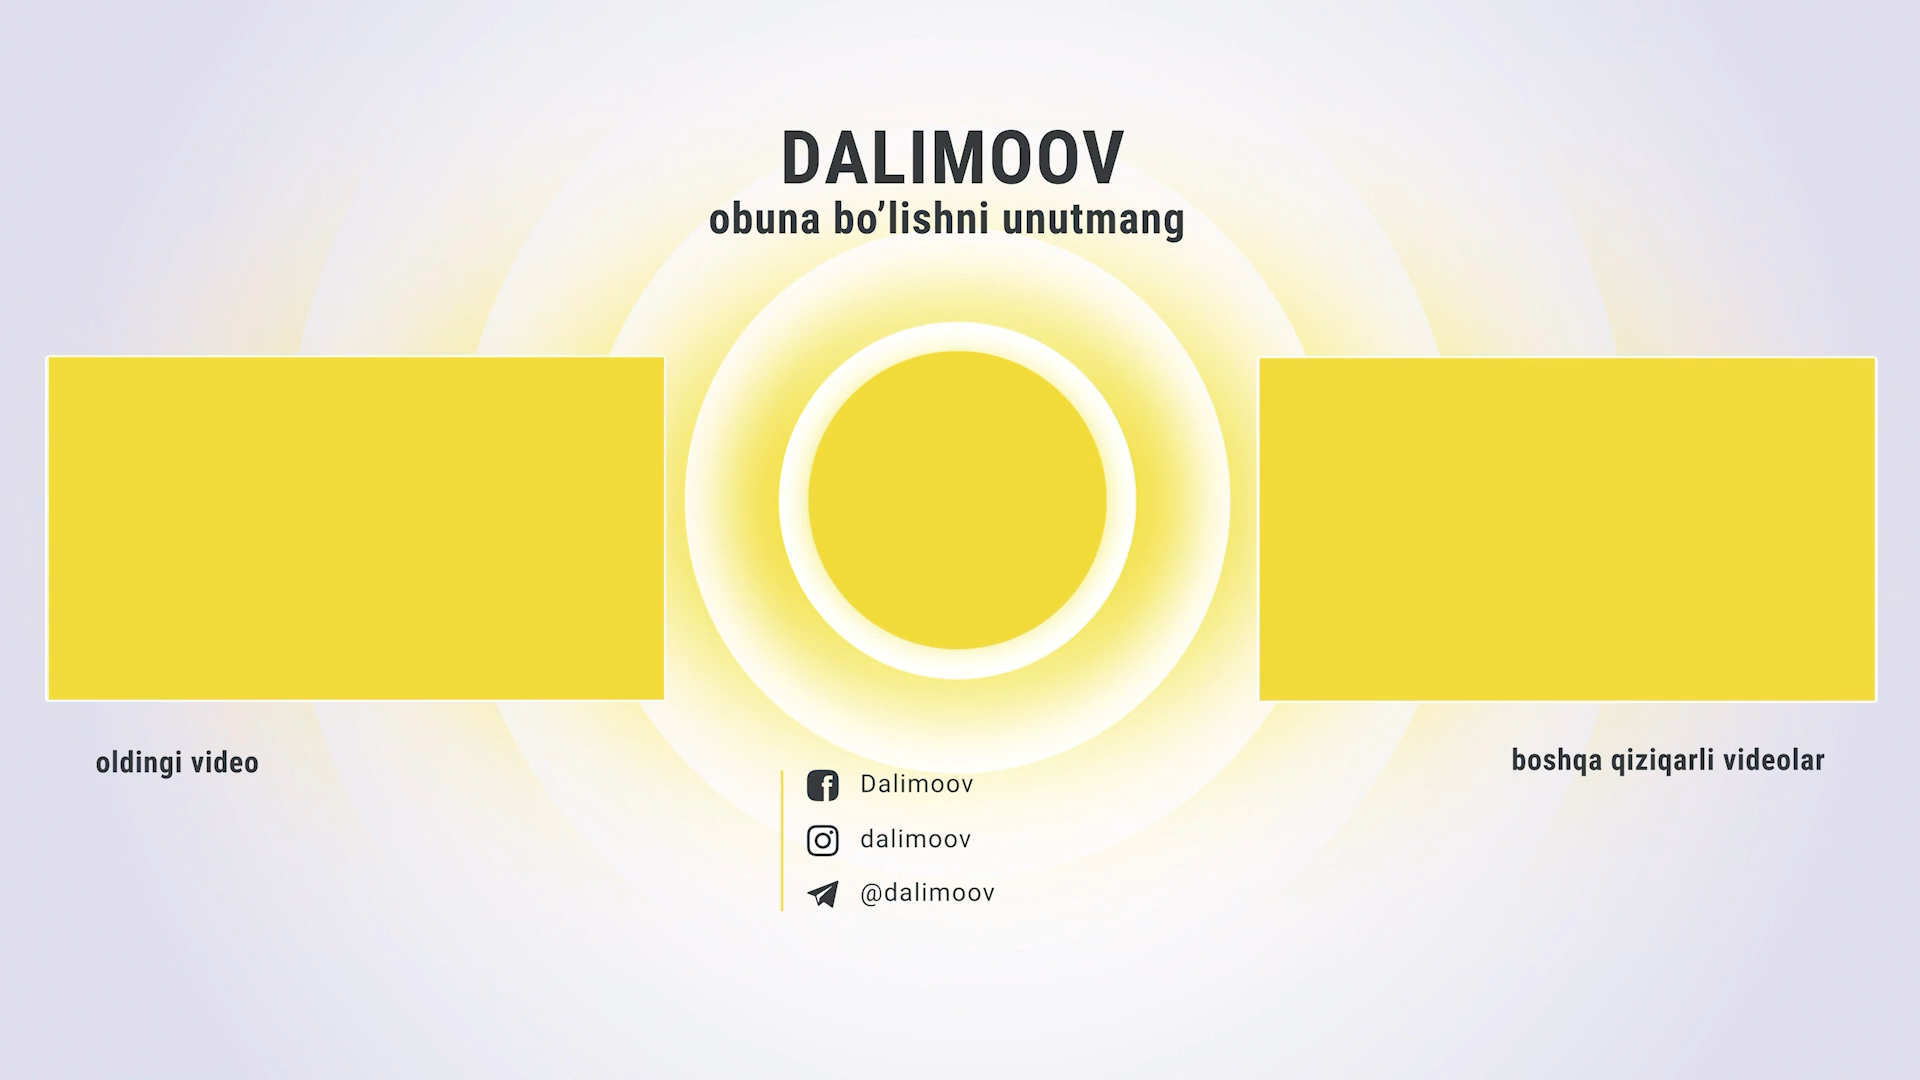 DALIMOOV
obuna bo’lishni unutmang
oldingi video
boshqa qiziqarli videolar
Dalimoov
dalimoov
@dalimoov